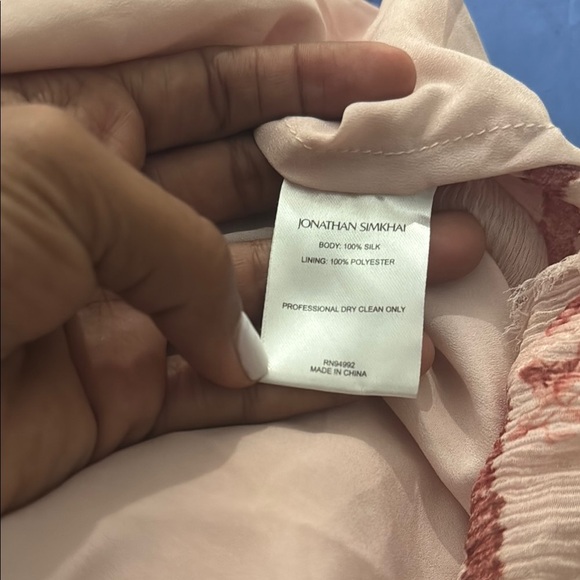 JONATHAN SIMKHAI
BODY: 100% SILK
LINING: 100% POLYESTER
PROFESSIONAL DRY CLEAN ONLY
RN94992
MADE IN CHINA